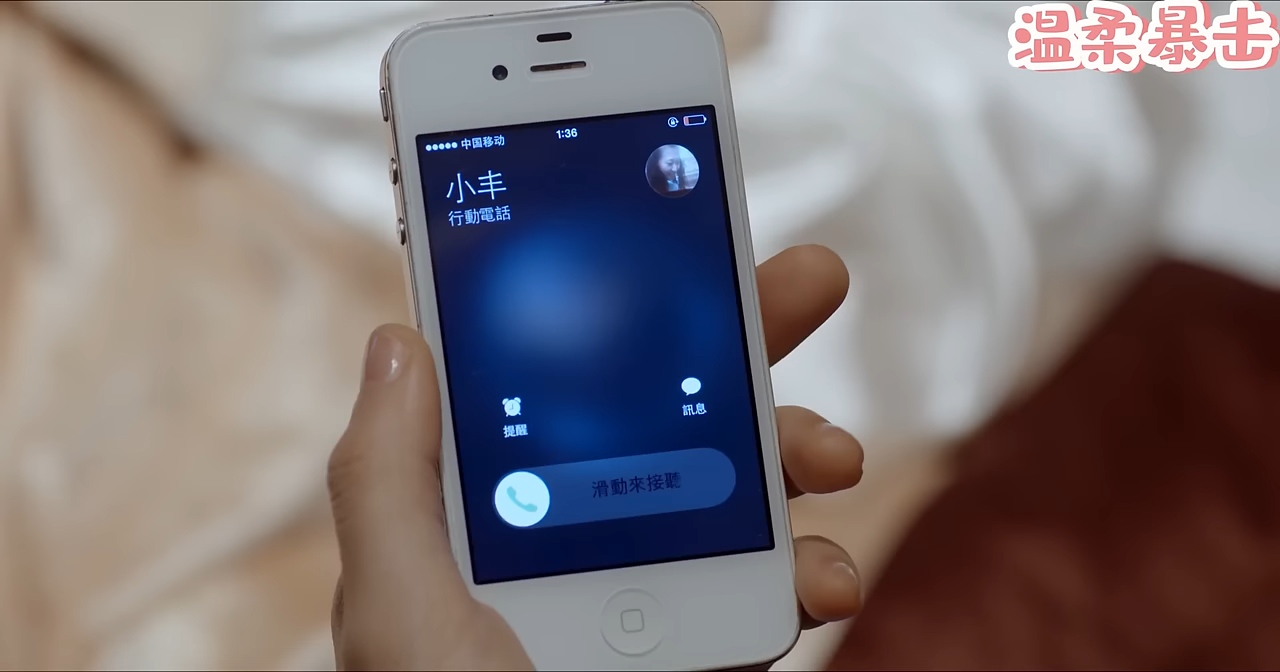 温柔暴击
中国移动 1:36
小丰
行動電話
提醒 訊息
滑動來接聽